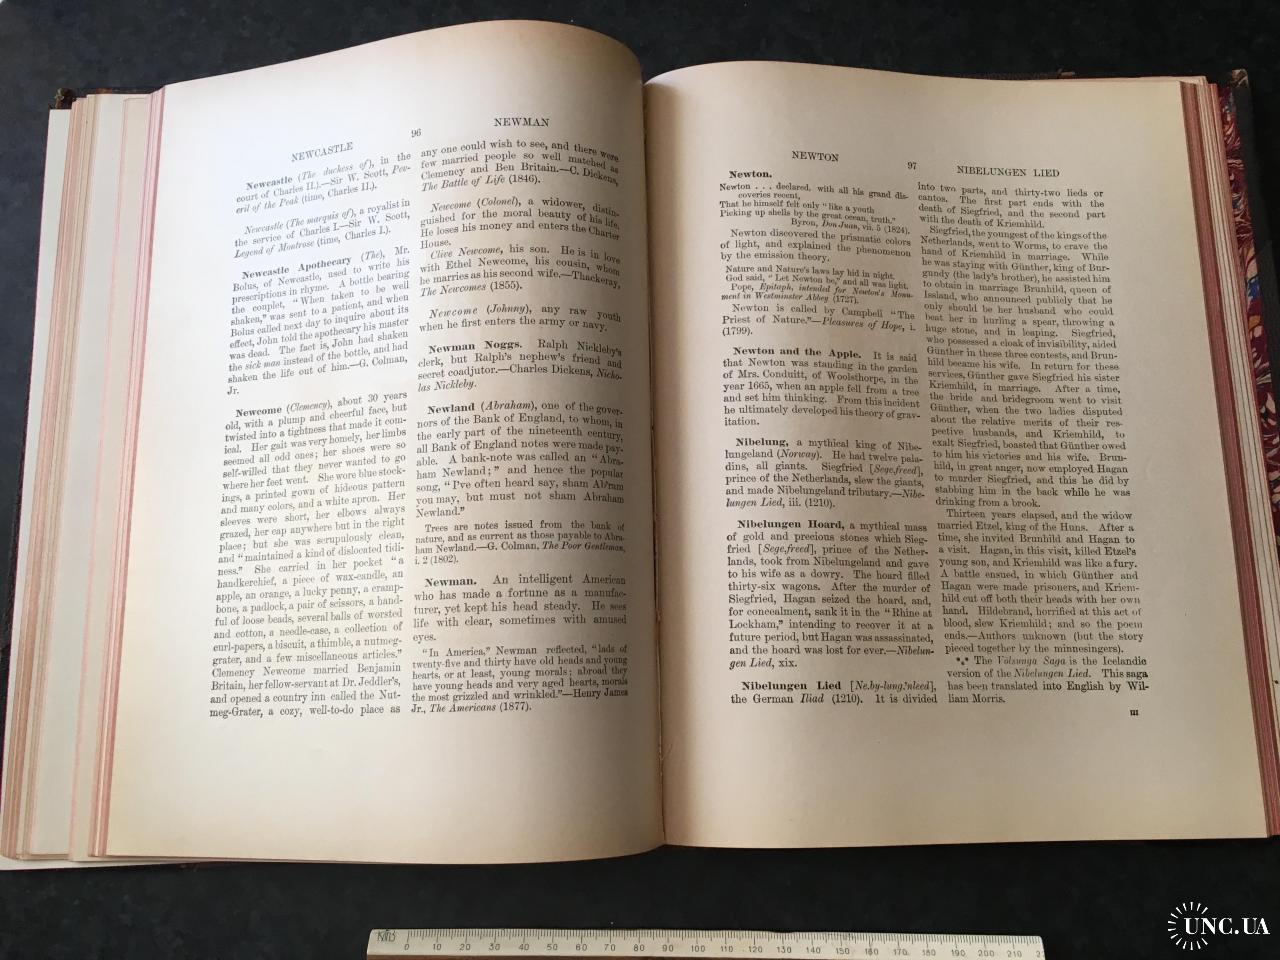 NEWCASTLE
96
NEWMAN
Newcastle (The duchess of), in the
court of Charles II.).—Sir W. Scott, Pev-
eril of the Peak (time, Charles II.).
Newcastle (The marquis of), a royalist in
the service of Charles I.—Sir W. Scott,
Legend of Montrose (time, Charles I.).
Newcastle Apothecary (The), Mr.
Bolus, of Newcastle, used to write his
prescriptions in rhyme. A bottle bearing
the couplet, "When taken to be well
shaken," was sent to a patient, and when
Bolus called next day to inquire about its
effect, John told the apothecary his master
was dead. The fact is, John had shaken
the sick man instead of the bottle, and had
shaken the life out of him.—G. Colman,
Jr.
Newcome (Clemency), about 30 years
old, with a plump and cheerful face, but
twisted into a tightness that made it com-
ical. Her gait was very homely, her limbs
seemed all odd ones; her shoes were so
self-willed that they never wanted to go
where her feet went. She wore blue stock-
ings, a printed gown of hideous pattern
and many colors, and a white apron. Her
sleeves were short, her elbows always
grazed, her cap anywhere but in the right
place; but she was scrupulously clean,
and "maintained a kind of dislocated tidi-
ness." She carried in her pocket "a
handkerchief, a piece of wax-candle, an
apple, an orange, a lucky penny, a cramp-
bone, a padlock, a pair of scissors, a hand-
ful of loose beads, several balls of worsted
and cotton, a needle-case, a collection of
curl-papers, a biscuit, a thimble, a nutmeg-
grater, and a few miscellaneous articles."
Clemency Newcome married Benjamin
Britain, her fellow-servant at Dr. Jeddler's,
and opened a country inn called the Nut-
meg-Grater, a cozy, well-to-do place as
any one could wish to see, and there were
few married people so well matched as
Clemency and Ben Britain.—C. Dickens,
The Battle of Life (1846).
Newcome (Colonel), a widower, distin-
guished for the moral beauty of his life.
He loses his money and enters the Charter
House.
Clive Newcome, his son. He is in love
with Ethel Newcome, his cousin, whom
he marries as his second wife.—Thackeray,
The Newcomes (1855).
Newcome (Johnny), any raw youth
when he first enters the army or navy.
Newman Noggs. Ralph Nickleby's
clerk, but Ralph's nephew's friend and
secret coadjutor.—Charles Dickens, Nicho-
las Nickleby.
Newland (Abraham), one of the gover-
nors of the Bank of England, to whom, in
the early part of the nineteenth century,
all Bank of England notes were made pay-
able. A bank-note was called an "Abra-
ham Newland;" and hence the popular
song, "I've often heard say, sham Ab'ram
you may, but must not sham Abraham
Newland."
Trees are notes issued from the bank of
nature, and as current as those payable to Abra-
ham Newland.—G. Colman, The Poor Gentleman,
i. 2 (1802).
Newman. An intelligent American
who has made a fortune as a manufac-
turer, yet kept his head steady. He sees
life with clear, sometimes with amused
eyes.
"In America," Newman reflected, "lads of
twenty-five and thirty have old heads and young
hearts, or at least, young morals; abroad they
have young heads and very aged hearts, morals
the most grizzled and wrinkled."—Henry James
Jr., The Americans (1877).
NEWTON
97
NIBELUNGEN LIED
Newton.
Newton . . . declared, with all his grand dis-
coveries recent,
That he himself felt only "like a youth
Picking up shells by the great ocean, truth."
Byron, Don Juan, vii. 5 (1824).
Newton discovered the prismatic colors
of light, and explained the phenomenon
by the emission theory.
Nature and Nature's laws lay hid in night.
God said, "Let Newton be," and all was light.
Pope, Epitaph, intended for Newton's Monu-
ment in Westminster Abbey (1727).
Newton is called by Campbell "The
Priest of Nature."—Pleasures of Hope, i.
(1799).
Newton and the Apple. It is said
that Newton was standing in the garden
of Mrs. Conduitt, of Woolsthorpe, in the
year 1665, when an apple fell from a tree
and set him thinking. From this incident
he ultimately developed his theory of grav-
itation.
Nibelung, a mythical king of Nibe-
lungeland (Norway). He had twelve pala-
dins, all giants. Siegfried [Sege.freed],
prince of the Netherlands, slew the giants,
and made Nibelungeland tributary.—Nibe-
lungen Lied, iii. (1210).
Nibelungen Hoard, a mythical mass
of gold and precious stones which Sieg-
fried [Sege.freed], prince of the Nether-
lands, took from Nibelungeland and gave
to his wife as a dowry. The hoard filled
thirty-six wagons. After the murder of
Siegfried, Hagan seized the hoard, and,
for concealment, sank it in the "Rhine at
Lockham," intending to recover it at a
future period, but Hagan was assassinated,
and the hoard was lost for ever.—Nibelun-
gen Lied, xix.
Nibelungen Lied [Ne.by-lung.'nleed],
the German Iliad (1210). It is divided
into two parts, and thirty-two lieds or
cantos. The first part ends with the
death of Siegfried, and the second part
with the death of Kriemhild.
Siegfried, the youngest of the kings of the
Netherlands, went to Worms, to crave the
hand of Kriemhild in marriage. While
he was staying with Günther, king of Bur-
gundy (the lady's brother), he assisted him
to obtain in marriage Brunhild, queen of
Issland, who announced publicly that he
only should be her husband who could
beat her in hurling a spear, throwing a
huge stone, and in leaping. Siegfried,
who possessed a cloak of invisibility, aided
Günther in these three contests, and Brun-
hild became his wife. In return for these
services, Günther gave Siegfried his sister
Kriemhild, in marriage. After a time,
the bride and bridegroom went to visit
Günther, when the two ladies disputed
about the relative merits of their res-
pective husbands, and Kriemhild, to
exalt Siegfried, boasted that Günther owed
to him his victories and his wife. Brun-
hild, in great anger, now employed Hagan
to murder Siegfried, and this he did by
stabbing him in the back while he was
drinking from a brook.
Thirteen years elapsed, and the widow
married Etzel, king of the Huns. After a
time, she invited Brunhild and Hagan to
a visit. Hagan, in this visit, killed Etzel's
young son, and Kriemhild was like a fury.
A battle ensued, in which Günther and
Hagan were made prisoners, and Kriem-
hild cut off both their heads with her own
hand. Hildebrand, horrified at this act of
blood, slew Kriemhild; and so the poem
ends.—Authors unknown (but the story
pieced together by the minnesingers).
*⁎* The Völsunga Saga is the Icelandic
version of the Nibelungen Lied. This saga
has been translated into English by Wil-
liam Morris.
III
0 10 20 30 40 50 60 70 80 90 100 110 120 130 140 150 160 170 180 190 200 210
UNC.UA